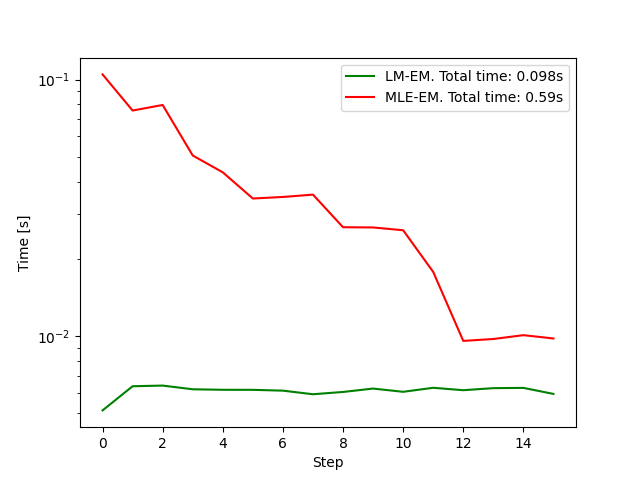 LM-EM. Total time: 0.098s
MLE-EM. Total time: 0.59s
Time [s]
10⁻¹
10⁻²
0 2 4 6 8 10 12 14
Step